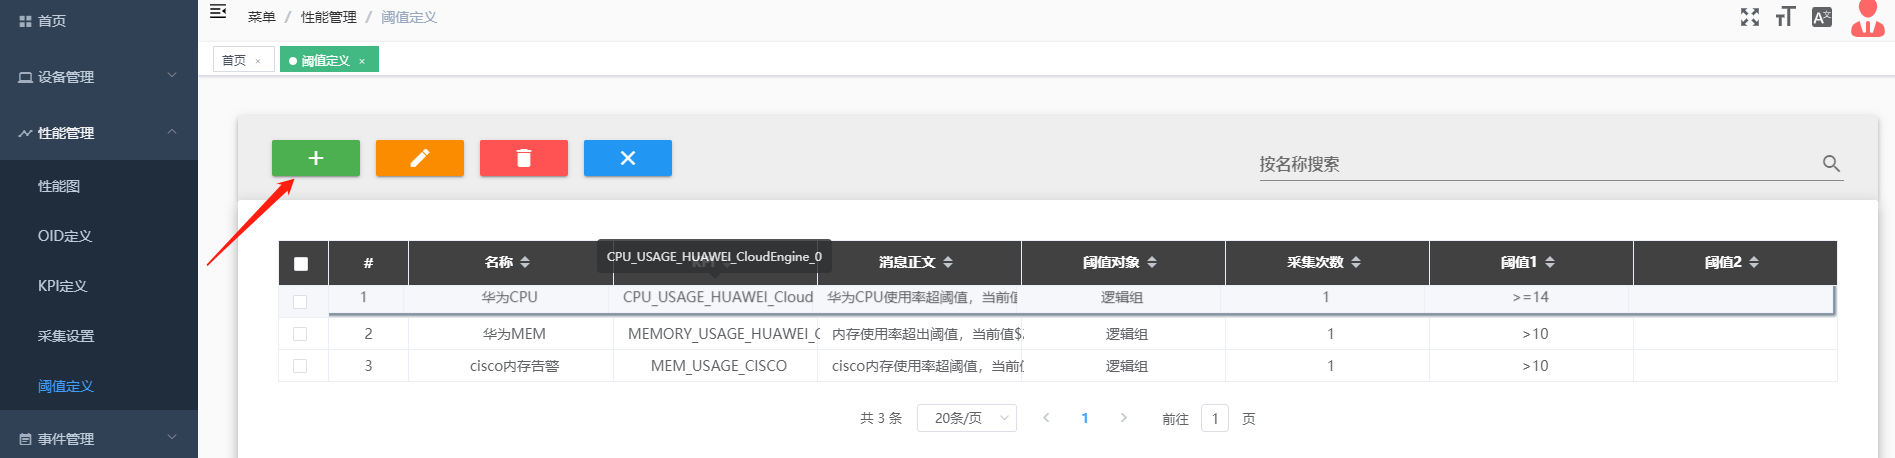 首页
设备管理
性能管理
性能图
OID定义
KPI定义
采集设置
阈值定义
事件管理
菜单 / 性能管理 / 阈值定义
首页 ×
阈值定义 ×
按名称搜索
# 名称 消息正文 阈值对象 采集次数 阈值1 阈值2
CPU_USAGE_HUAWEI_CloudEngine_0
1 华为CPU CPU_USAGE_HUAWEI_Cloud 华为CPU使用率超阈值，当前值 逻辑组 1 >=14
2 华为MEM MEMORY_USAGE_HUAWEI_C 内存使用率超出阈值，当前值$ 逻辑组 1 >10
3 cisco内存告警 MEM_USAGE_CISCO cisco内存使用率超阈值，当前值 逻辑组 1 >10
共 3 条 20条/页 1 前往 1 页